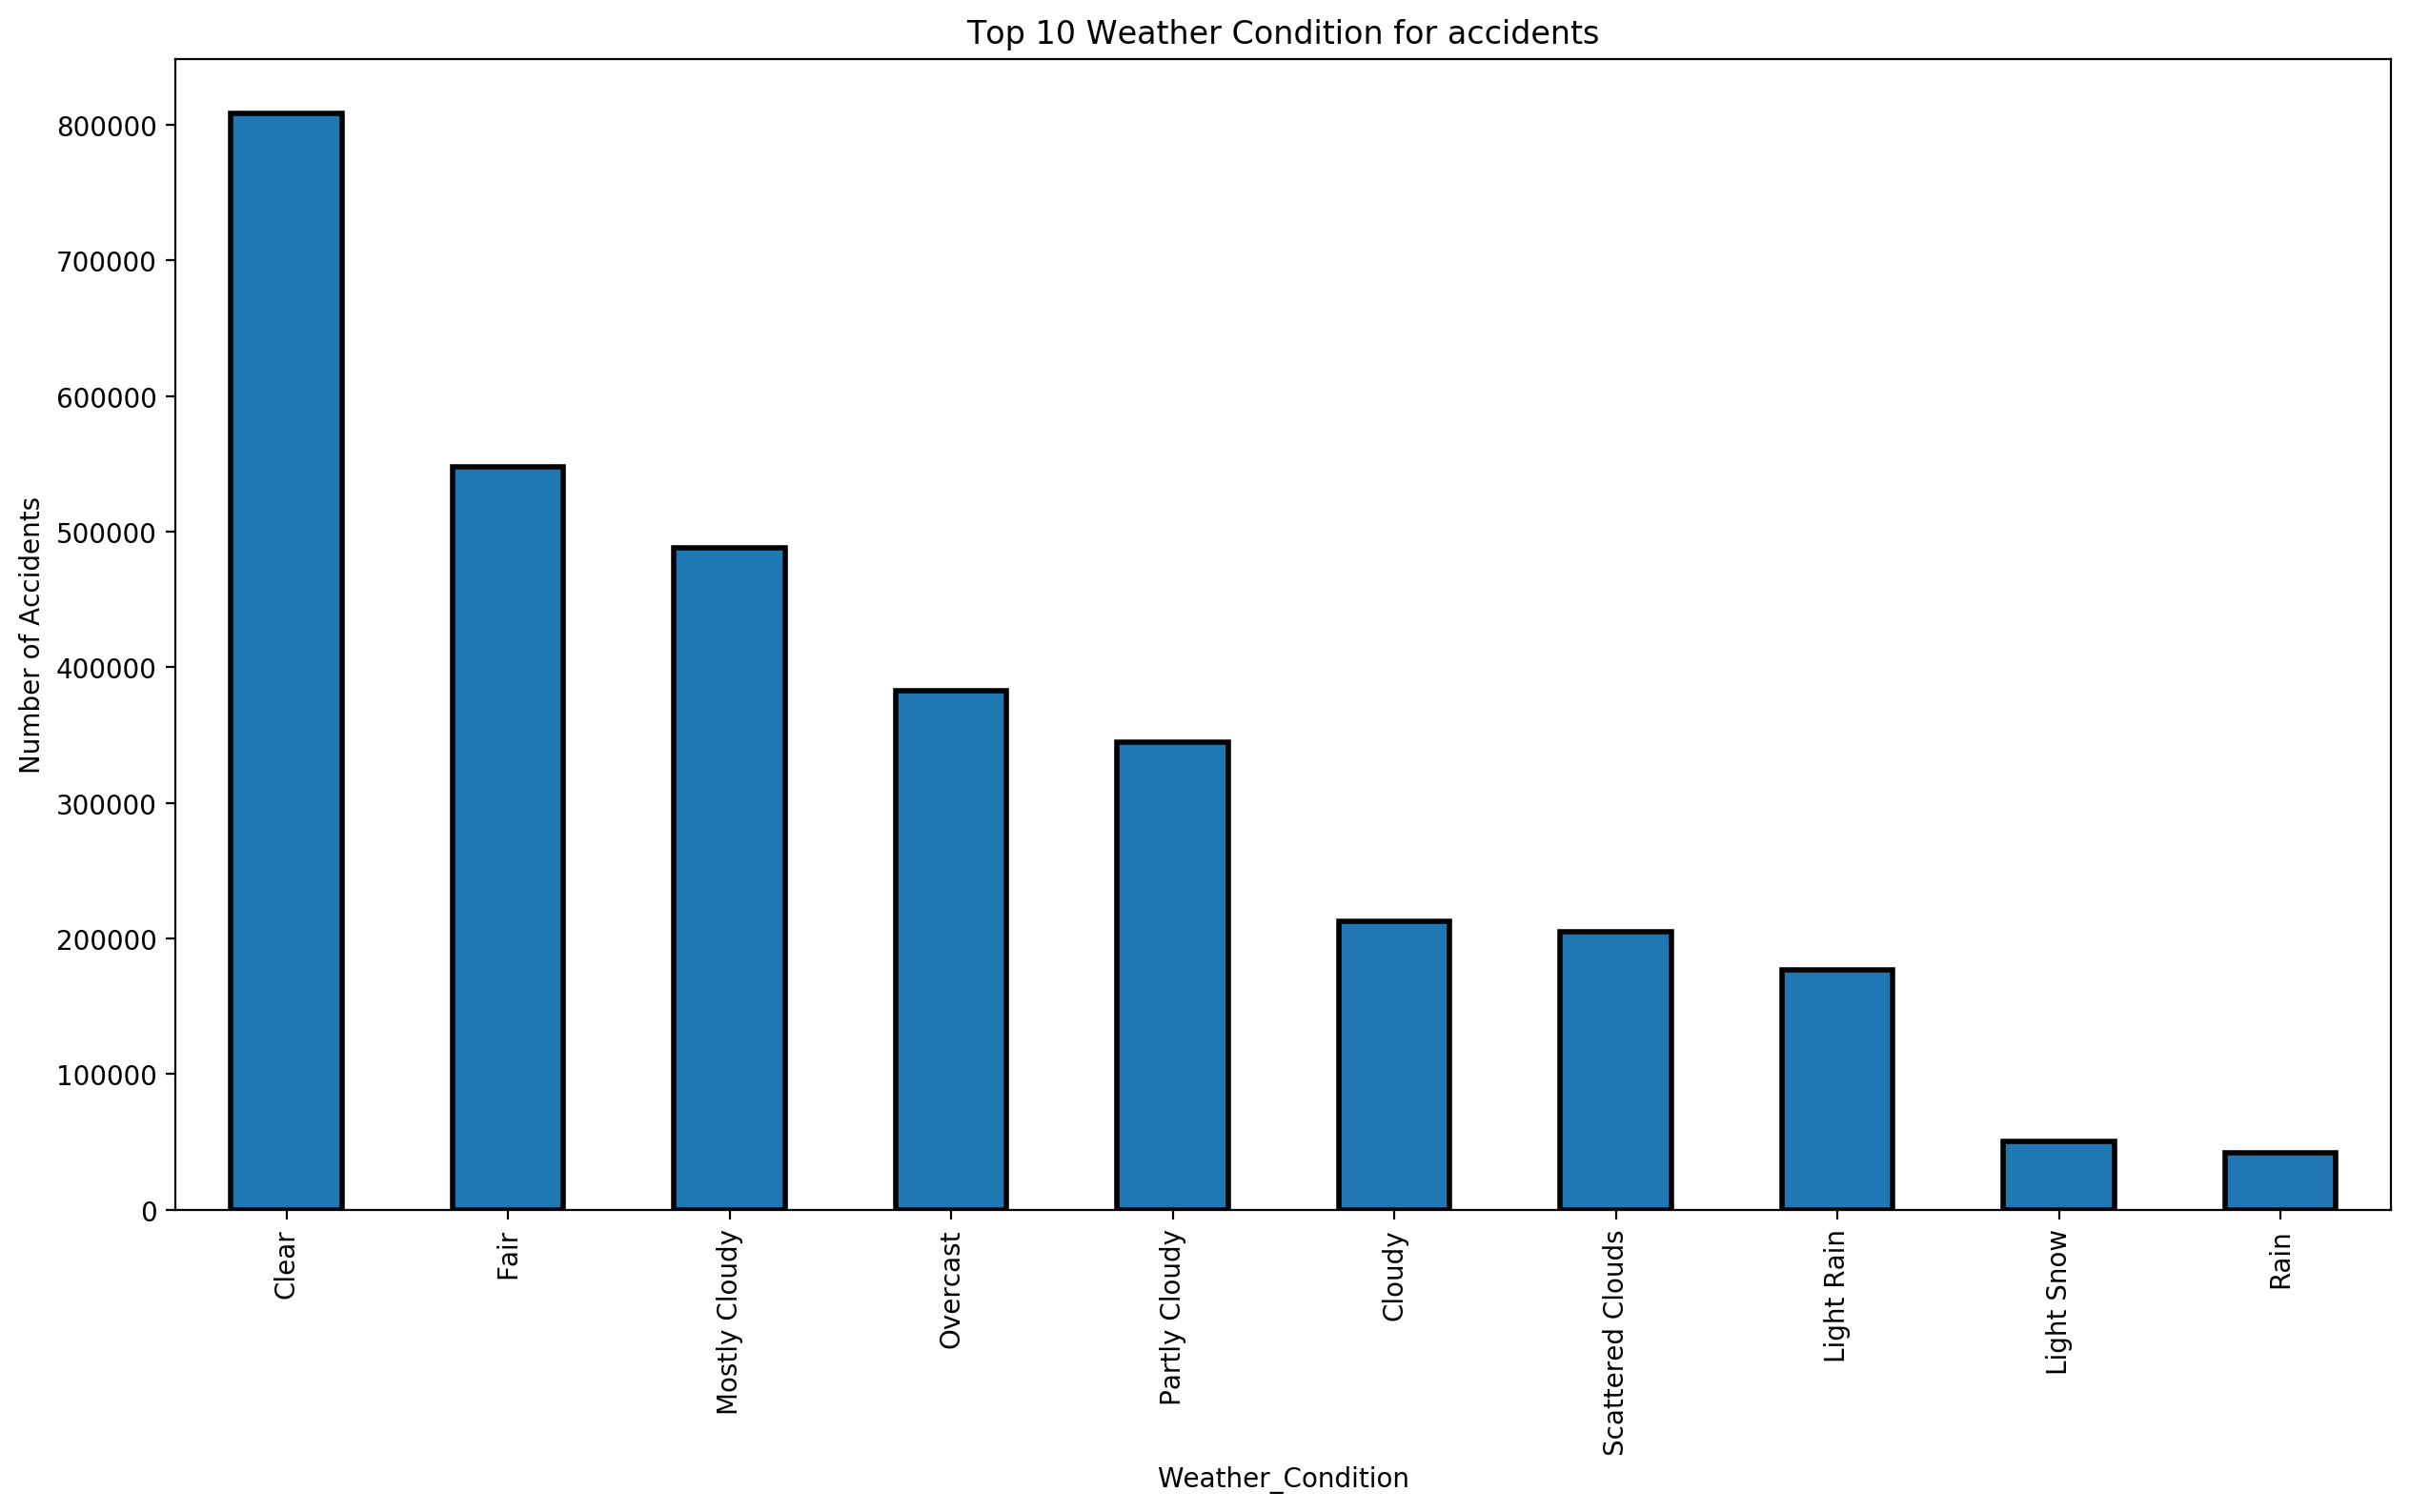 Top 10 Weather Condition for accidents
Number of Accidents
800000
700000
600000
500000
400000
300000
200000
100000
0
Clear
Fair
Mostly Cloudy
Overcast
Partly Cloudy
Cloudy
Scattered Clouds
Light Rain
Light Snow
Rain
Weather_Condition